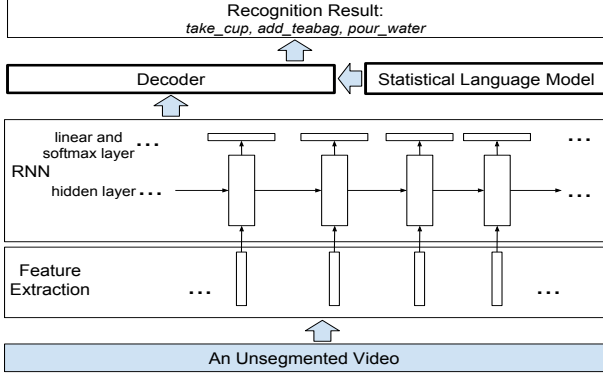 Recognition Result:
take_cup, add_teabag, pour_water
Decoder
Statistical Language Model
linear and
softmax layer ...
...
RNN
hidden layer ...
...
Feature
Extraction
...
...
An Unsegmented Video